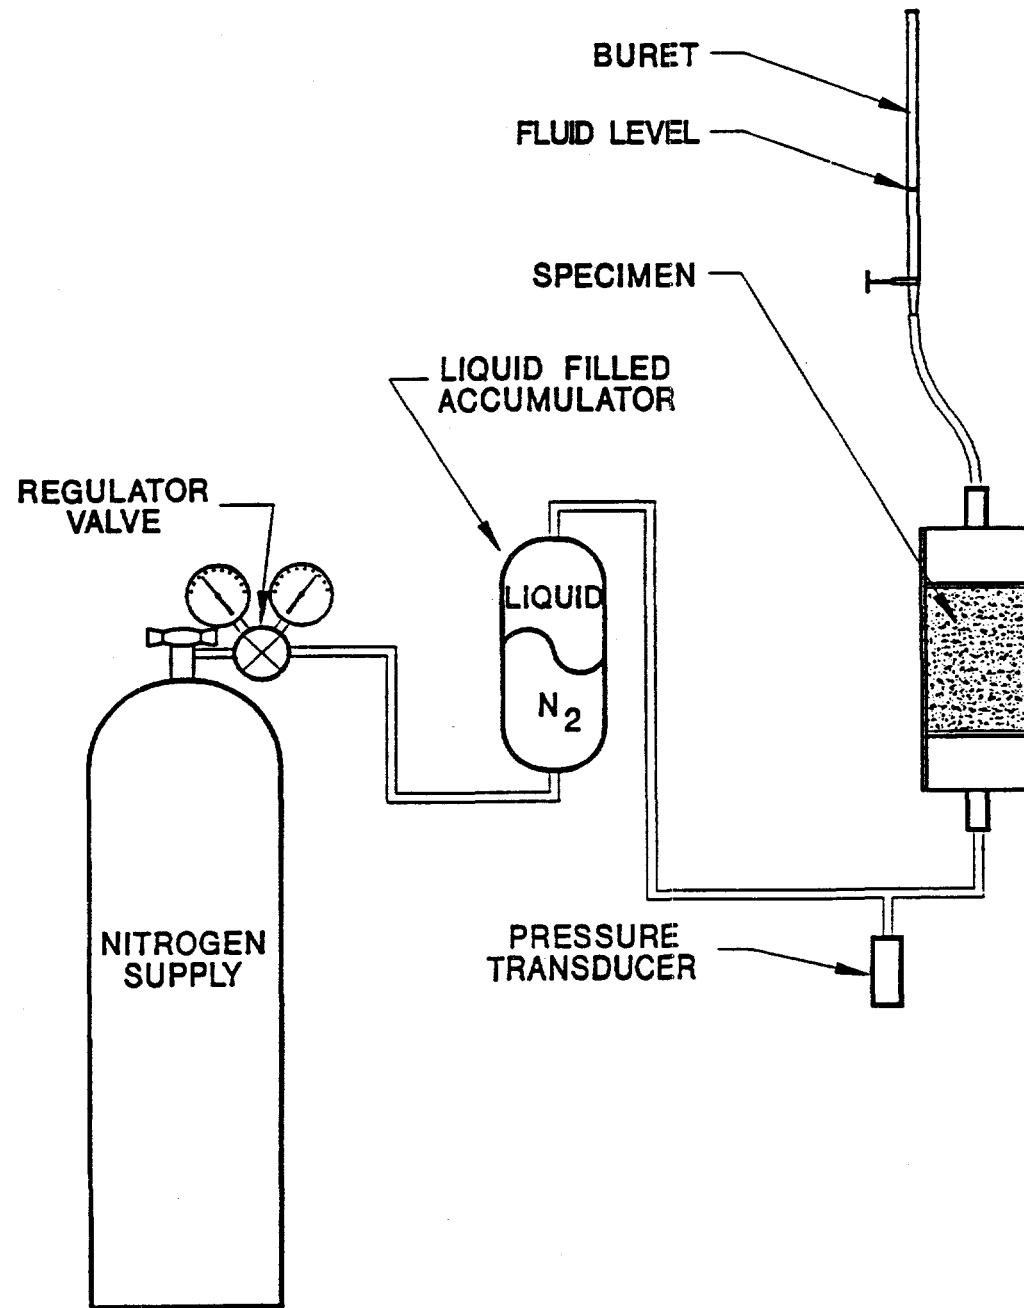 BURET
FLUID LEVEL
SPECIMEN
LIQUID FILLED
ACCUMULATOR
REGULATOR
VALVE
LIQUID
N2
NITROGEN
SUPPLY
PRESSURE
TRANSDUCER